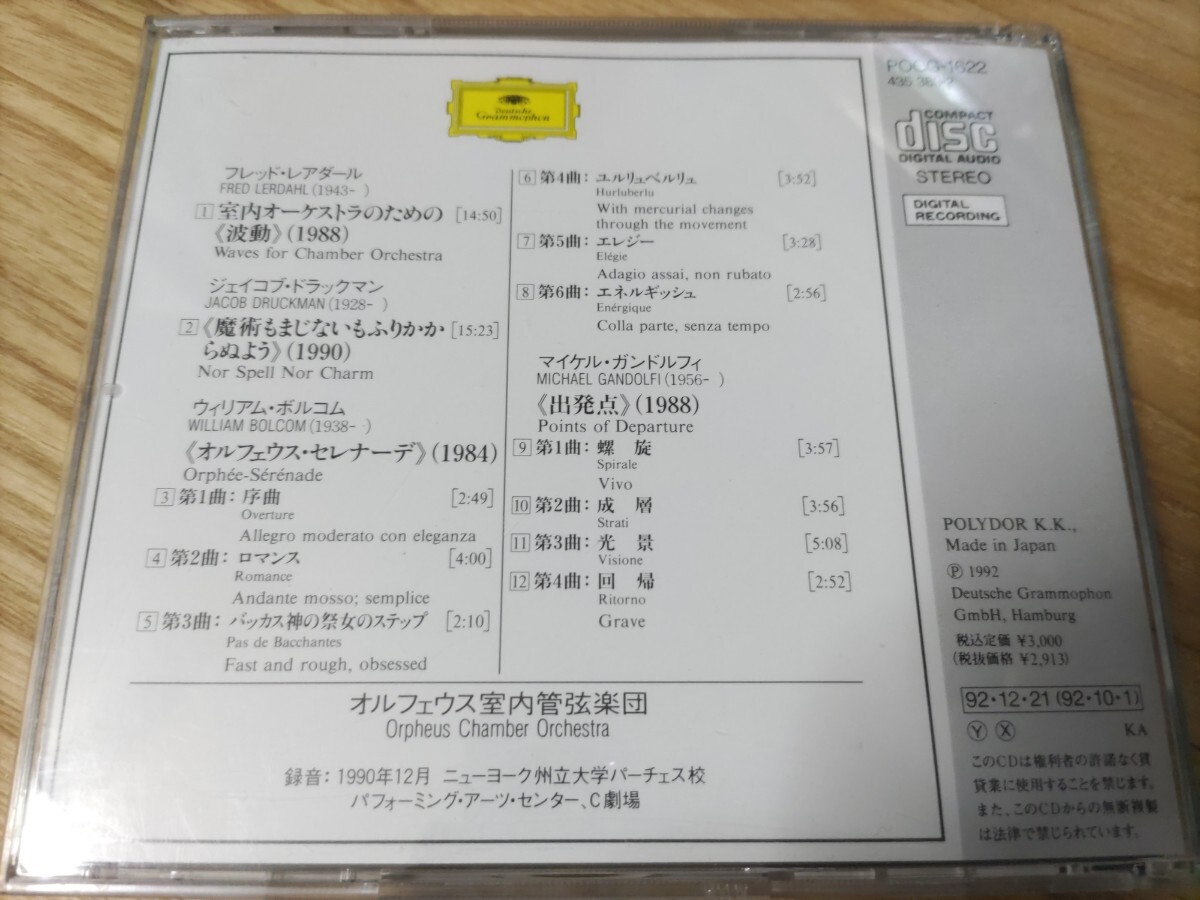 Deutsche
Grammophon
フレッド・レアダール
FRED LERDAHL (1943- )
1 室内オーケストラのための [14:50]
《波動》(1988)
Waves for Chamber Orchestra
ジェイコブ・ドラックマン
JACOB DRUCKMAN (1928- )
2 《魔術もまじないもふりかか [15:23]
らぬよう》(1990)
Nor Spell Nor Charm
ウィリアム・ボルコム
WILLIAM BOLCOM (1938- )
《オルフェウス・セレナーデ》(1984)
Orphée-Sérénade
3 第1曲: 序曲 [2:49]
Overture
Allegro moderato con eleganza
4 第2曲: ロマンス [4:00]
Romance
Andante mosso; semplice
5 第3曲: バッカス神の祭女のステップ [2:10]
Pas de Bacchantes
Fast and rough, obsessed
6 第4曲: ユルリュベルリュ [3:52]
Hurluberlu
With mercurial changes
through the movement
7 第5曲: エレジー [3:28]
Elégie
Adagio assai, non rubato
8 第6曲: エネルギッシュ [2:56]
Enérgique
Colla parte, senza tempo
マイケル・ガンドルフィ
MICHAEL GANDOLFI (1956- )
《出発点》(1988)
Points of Departure
9 第1曲: 螺旋 [3:57]
Spirale
Vivo
10 第2曲: 成層 [3:56]
Strati
11 第3曲: 光景 [5:08]
Visione
12 第4曲: 回帰 [2:52]
Ritorno
Grave
オルフェウス室内管弦楽団
Orpheus Chamber Orchestra
録音: 1990年12月 ニューヨーク州立大学パーチェス校
パフォーミング・アーツ・センター、C劇場
POCG-1622
435
COMPACT
disc
DIGITAL AUDIO
STEREO
DIGITAL
RECORDING
POLYDOR K.K.,
Made in Japan
Ⓟ 1992
Deutsche Grammophon
GmbH, Hamburg
税込定価 ¥3,000
(税抜価格 ¥2,913)
92・12・21 (92・10・1)
Ⓨ Ⓧ KA
このCDは権利者の許諾なく賃
貸業に使用することを禁じます。
また、このCDからの無断複製
は法律で禁じられています。